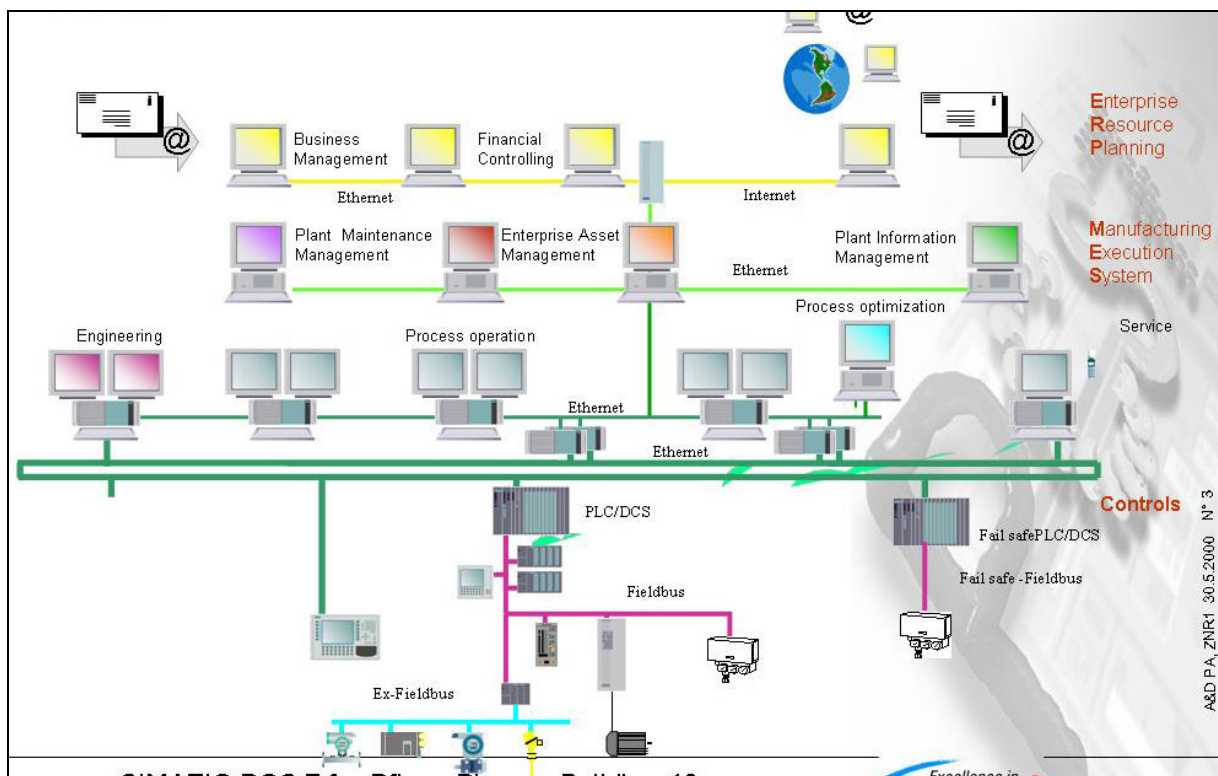 @
@
@
Enterprise
Resource
Planning
Business
Management
Financial
Controlling
Ethernet
Internet
Plant Maintenance
Management
Enterprise Asset
Management
Plant Information
Management
Manufacturing
Execution
System
Ethernet
Process optimization
Engineering
Process operation
Service
Ethernet
Ethernet
PLC/DCS
Controls
Fail safePLC/DCS
Fail safe -Fieldbus
Fieldbus
Ex-Fieldbus
A&D PA, ZNR1 30.5.2000 N° 3
Excellence in